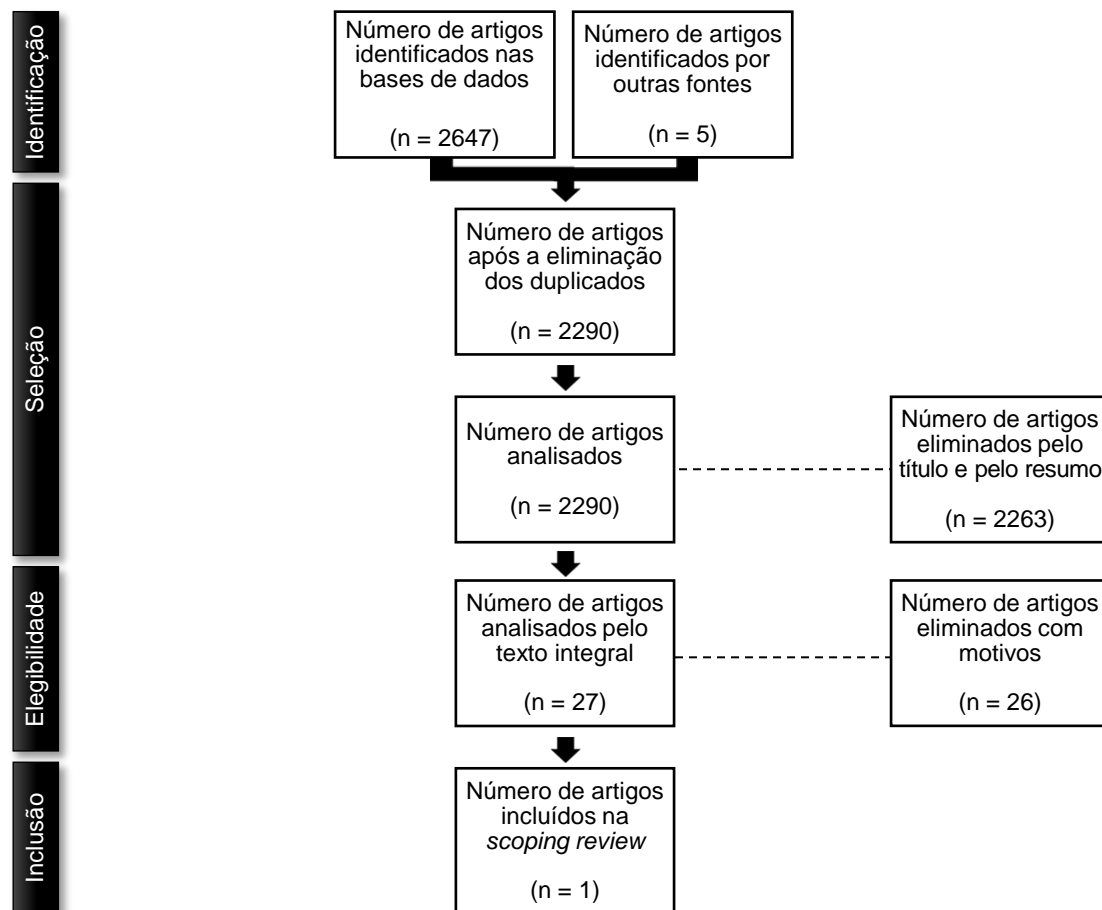 Identificação
Número de artigos
identificados nas
bases de dados
(n = 2647)
Número de artigos
identificados por
outras fontes
(n = 5)
Seleção
Número de artigos
após a eliminação
dos duplicados
(n = 2290)
Número de artigos
analisados
(n = 2290)
Número de artigos
eliminados pelo
título e pelo resumo
(n = 2263)
Elegibilidade
Número de artigos
analisados pelo
texto integral
(n = 27)
Número de artigos
eliminados com
motivos
(n = 26)
Inclusão
Número de artigos
incluídos na
scoping review
(n = 1)